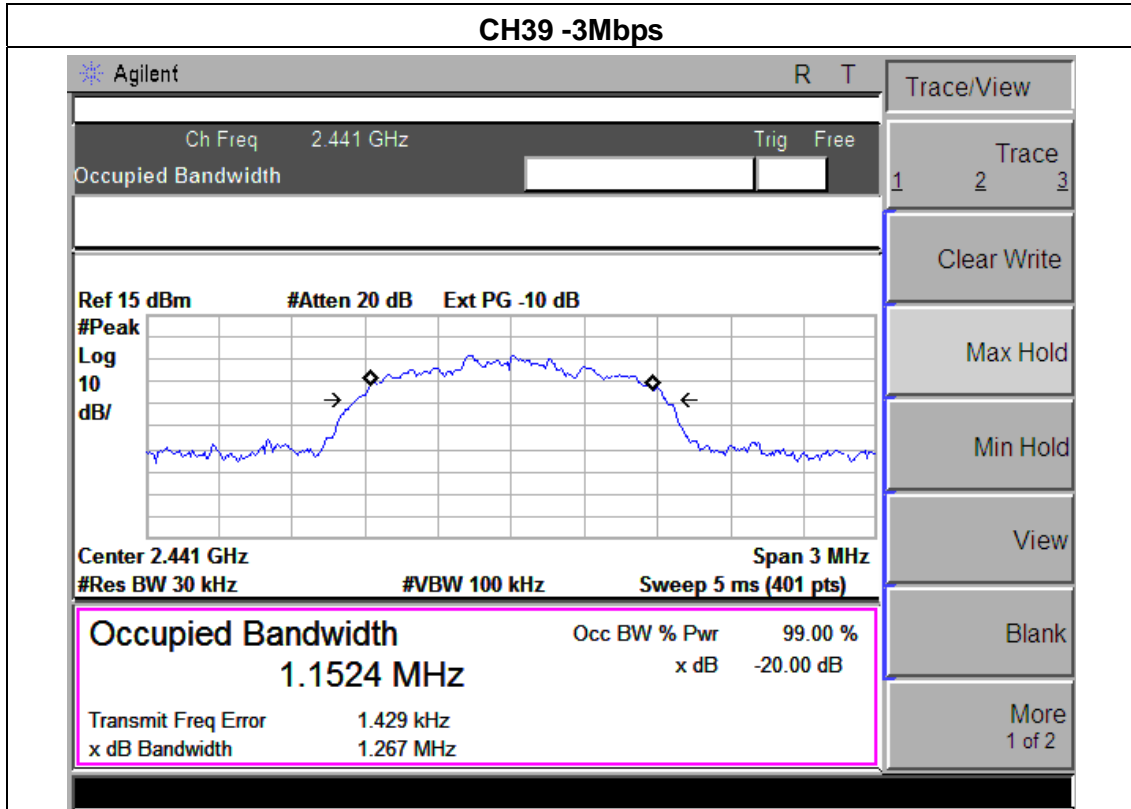 CH39 -3Mbps
Agilent R T
Trace/View
Ch Freq 2.441 GHz Trig Free
Occupied Bandwidth
Trace
1 2 3
Clear Write
Ref 15 dBm #Atten 20 dB Ext PG -10 dB
#Peak
Log
10
dB/
Max Hold
Min Hold
Center 2.441 GHz Span 3 MHz
#Res BW 30 kHz #VBW 100 kHz Sweep 5 ms (401 pts)
View
Occupied Bandwidth Occ BW % Pwr 99.00 %
1.1524 MHz x dB -20.00 dB
Blank
Transmit Freq Error 1.429 kHz
x dB Bandwidth 1.267 MHz
More
1 of 2